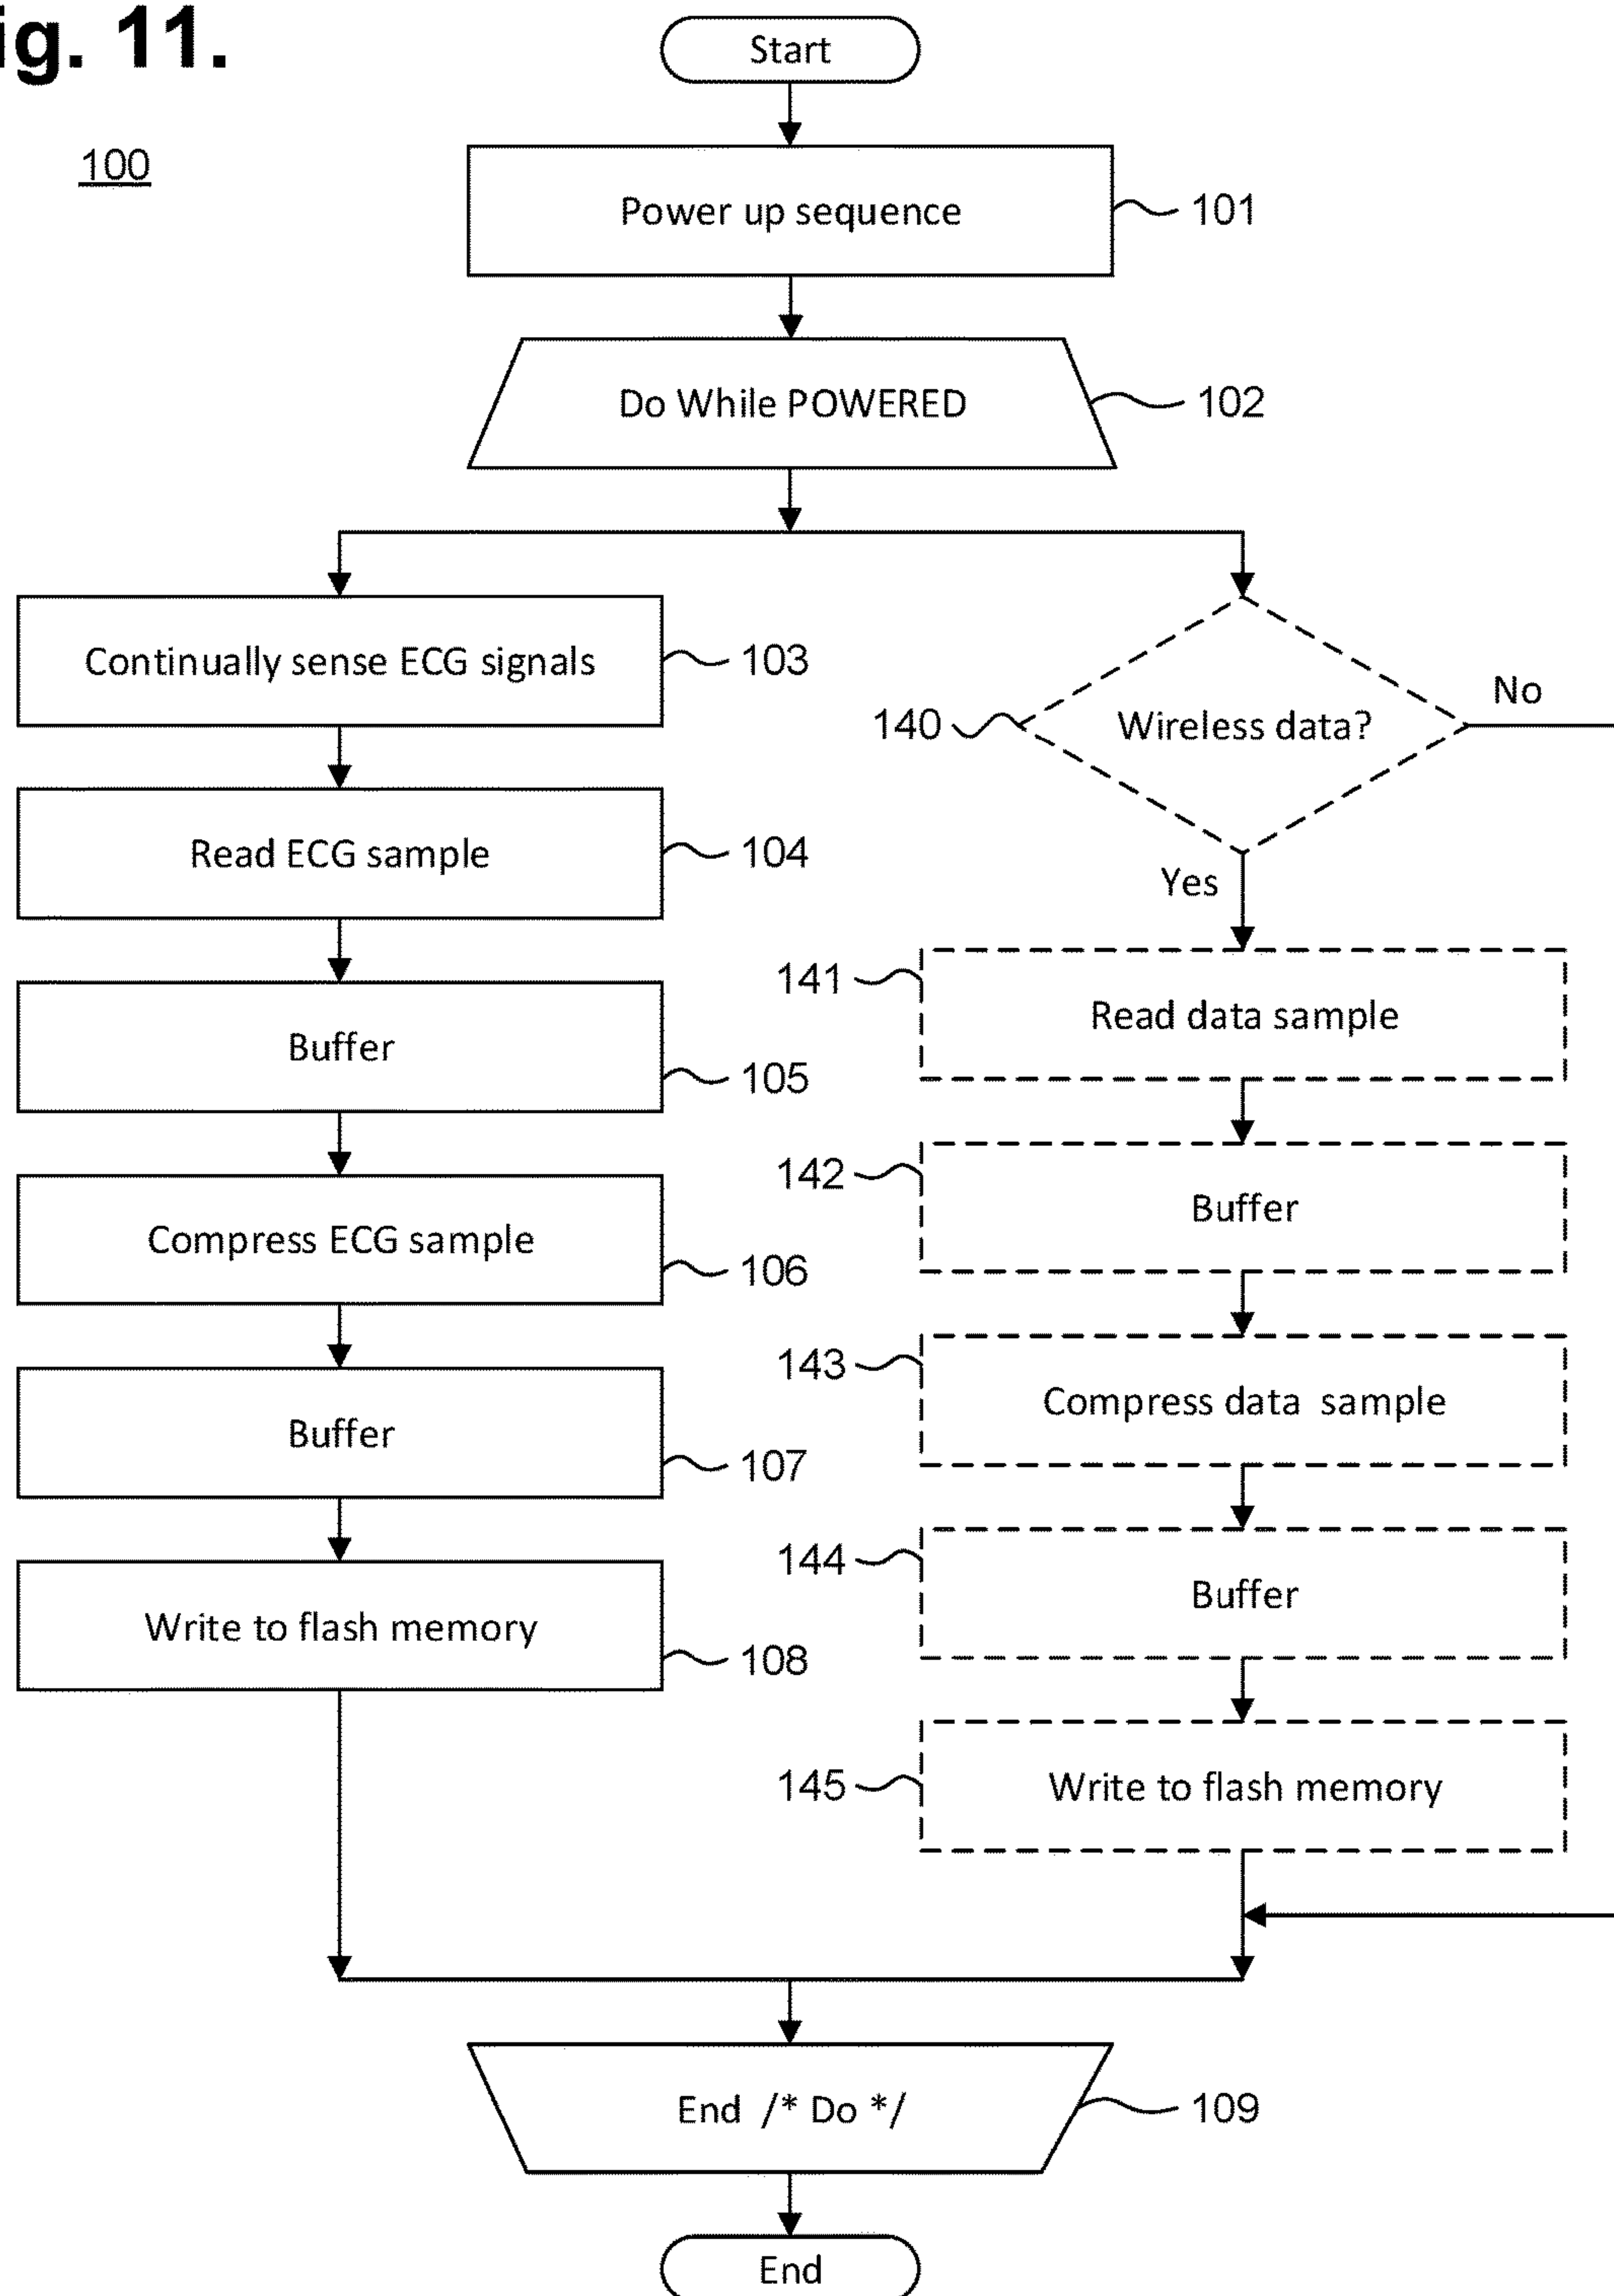 ig. 11.
100
Start
Power up sequence
101
Do While POWERED
102
Continually sense ECG signals
103
Read ECG sample
104
Buffer
105
Compress ECG sample
106
Buffer
107
Write to flash memory
108
140
Wireless data?
No
Yes
141
Read data sample
142
Buffer
143
Compress data sample
144
Buffer
145
Write to flash memory
End /* Do */
109
End